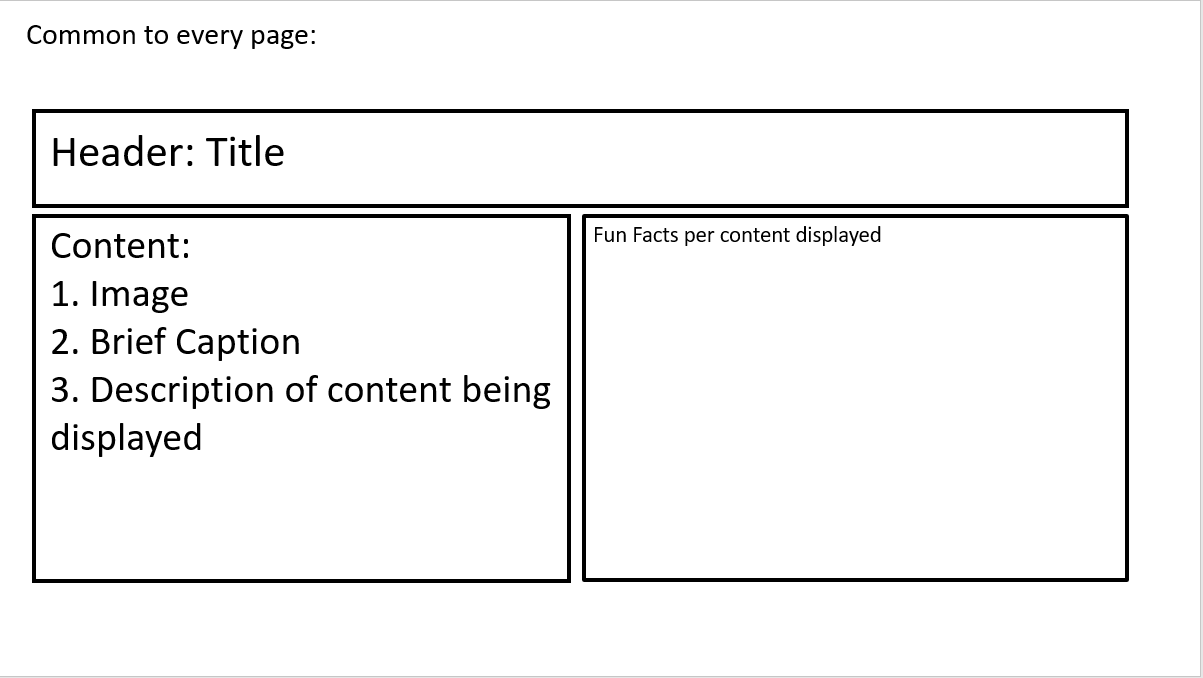 Common to every page:
Header: Title
Content:
1. Image
2. Brief Caption
3. Description of content being
displayed
Fun Facts per content displayed